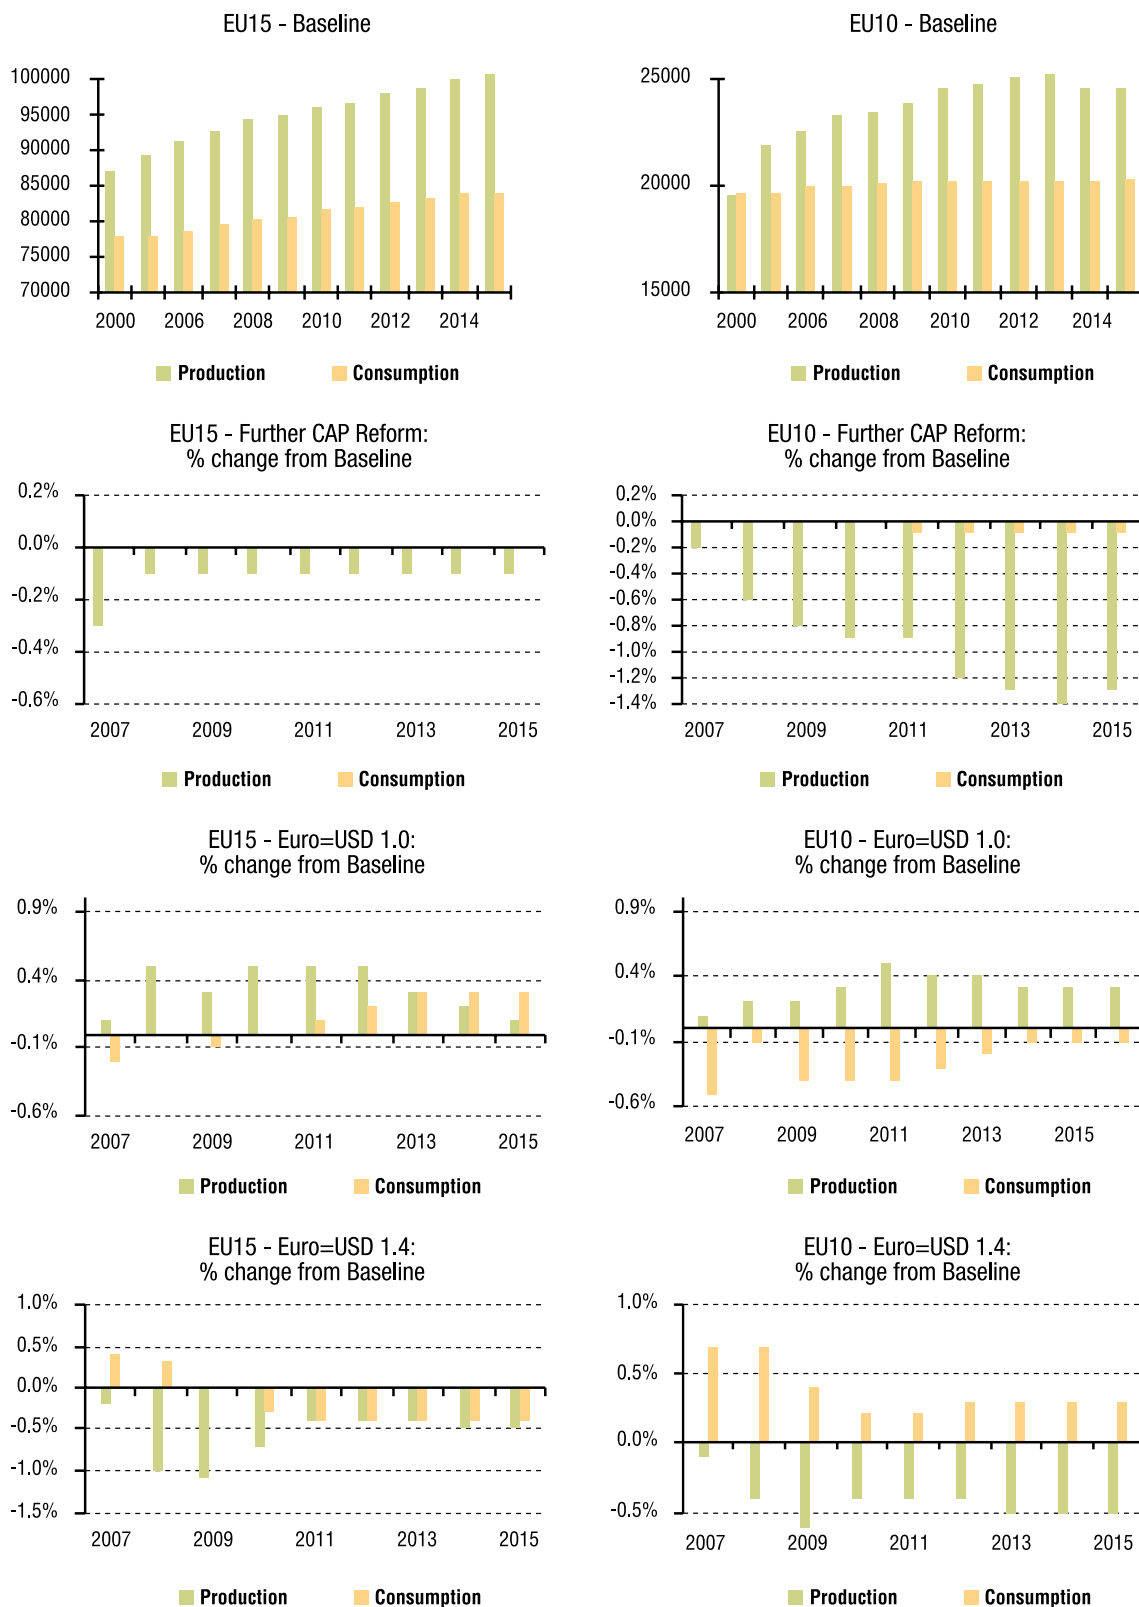 EU15 - Baseline
100000
95000
90000
85000
80000
75000
70000
2000 2006 2008 2010 2012 2014
Production Consumption
EU10 - Baseline
25000
20000
15000
2000 2006 2008 2010 2012 2014
Production Consumption
EU15 - Further CAP Reform:
% change from Baseline
0.2%
0.0%
-0.2%
-0.4%
-0.6%
2007 2009 2011 2013 2015
Production Consumption
EU10 - Further CAP Reform:
% change from Baseline
0.2%
0.0%
-0.2%
-0.4%
-0.6%
-0.8%
-1.0%
-1.2%
-1.4%
2007 2009 2011 2013 2015
Production Consumption
EU15 - Euro=USD 1.0:
% change from Baseline
0.9%
0.4%
-0.1%
-0.6%
2007 2009 2011 2013 2015
Production Consumption
EU10 - Euro=USD 1.0:
% change from Baseline
0.9%
0.4%
-0.1%
-0.6%
2007 2009 2011 2013 2015
Production Consumption
EU15 - Euro=USD 1.4:
% change from Baseline
1.0%
0.5%
0.0%
-0.5%
-1.0%
-1.5%
2007 2009 2011 2013 2015
Production Consumption
EU10 - Euro=USD 1.4:
% change from Baseline
1.0%
0.5%
0.0%
-0.5%
2007 2009 2011 2013 2015
Production Consumption